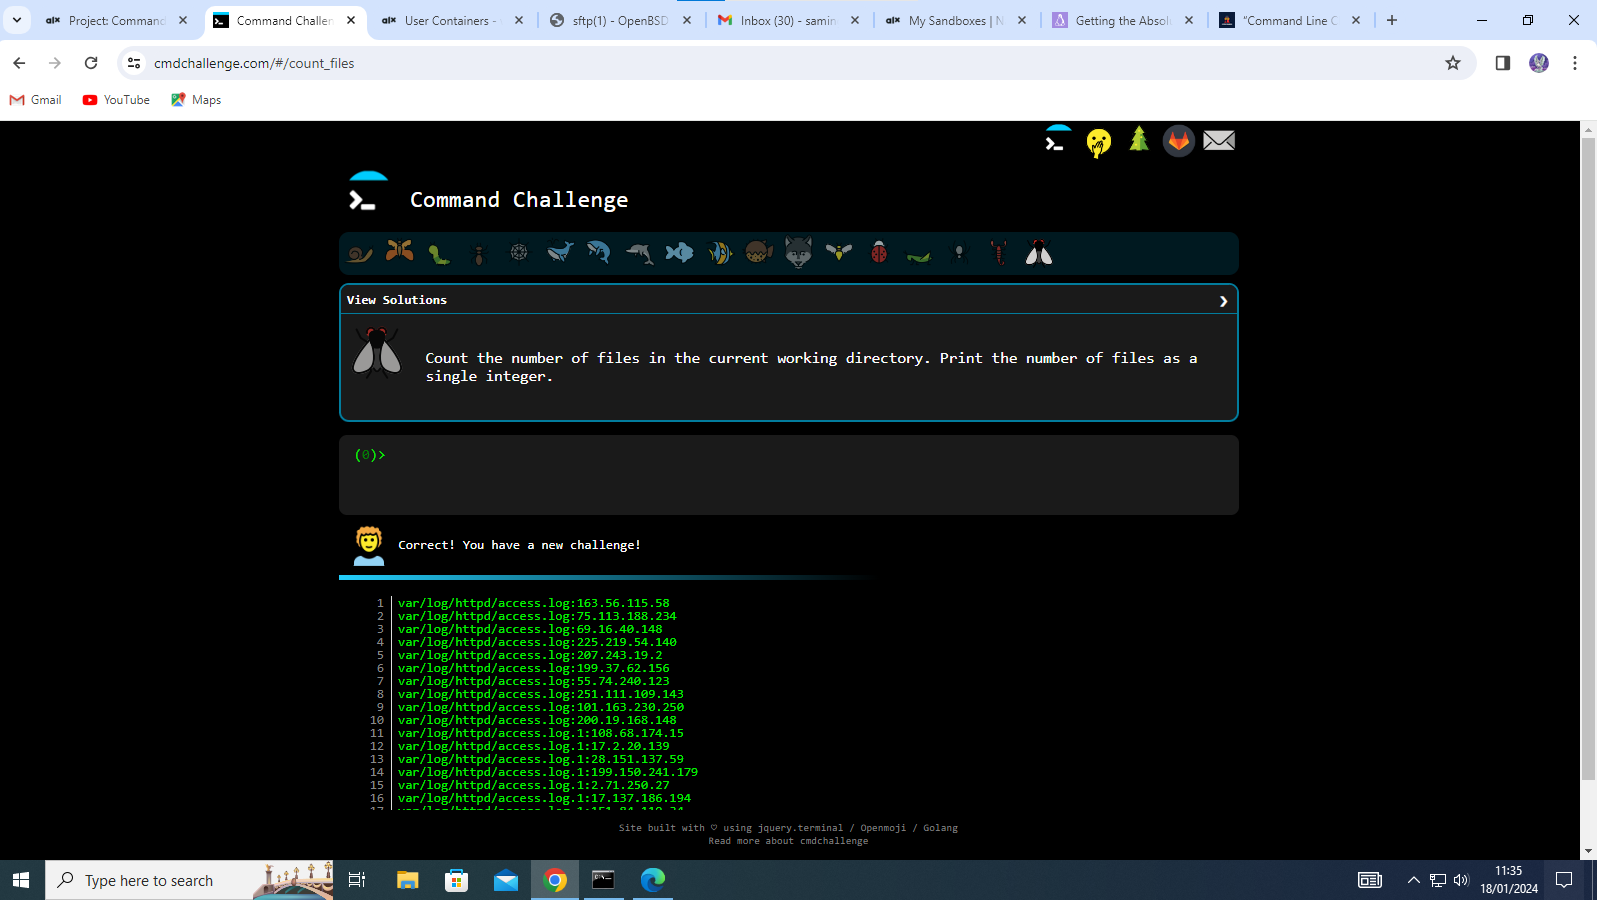 Project: Command
Command Challen
User Containers -
sftp(1) - OpenBSD
Inbox (30) - samin
My Sandboxes | N
Getting the Absol
“Command Line C
cmdchallenge.com/#/count_files
Gmail
YouTube
Maps
Command Challenge
View Solutions
Count the number of files in the current working directory. Print the number of files as a
single integer.
(0)>
Correct! You have a new challenge!
1 var/log/httpd/access.log:163.56.115.58
2 var/log/httpd/access.log:75.113.188.234
3 var/log/httpd/access.log:69.16.40.148
4 var/log/httpd/access.log:225.219.54.140
5 var/log/httpd/access.log:207.243.19.2
6 var/log/httpd/access.log:199.37.62.156
7 var/log/httpd/access.log:55.74.240.123
8 var/log/httpd/access.log:251.111.109.143
9 var/log/httpd/access.log:101.163.230.250
10 var/log/httpd/access.log:200.19.168.148
11 var/log/httpd/access.log.1:108.68.174.15
12 var/log/httpd/access.log.1:17.2.20.139
13 var/log/httpd/access.log.1:28.151.137.59
14 var/log/httpd/access.log.1:199.150.241.179
15 var/log/httpd/access.log.1:2.71.250.27
16 var/log/httpd/access.log.1:17.137.186.194
Site built with ♡ using jquery.terminal / Openmoji / Golang
Read more about cmdchallenge
Type here to search
11:35
18/01/2024